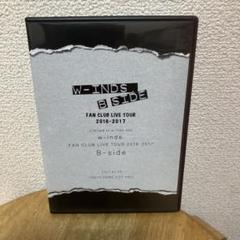 W-INDS.
B SIDE
FAN CLUB LIVE TOUR
2016-2017
w-inds.
FAN CLUB LIVE TOUR 2016-2017
B-side